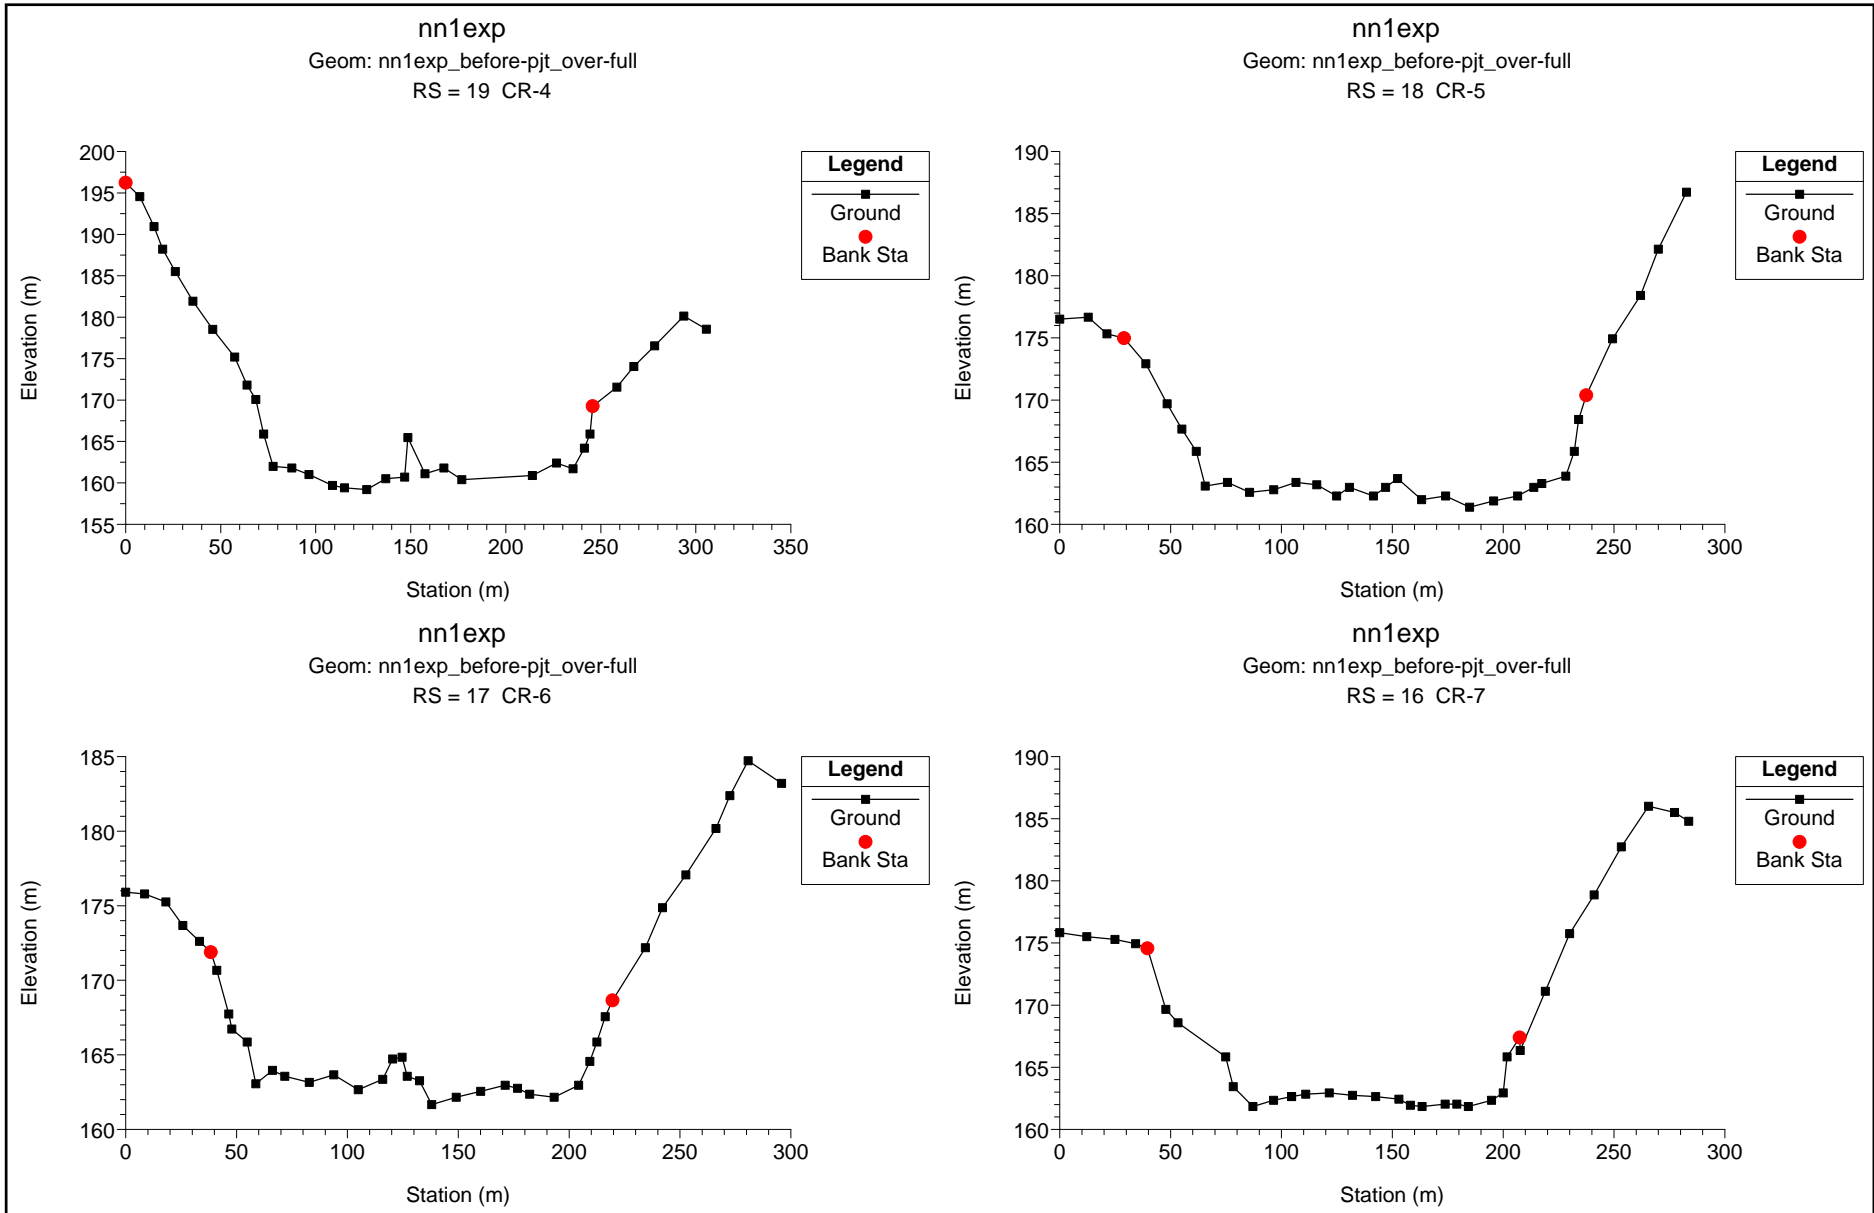 nn1exp
Geom: nn1exp_before-pjt_over-full
RS = 19 CR-4
200
195
190
185
180
175
170
165
160
155
0 50 100 150 200 250 300 350
Elevation (m)
Station (m)
Legend
Ground
Bank Sta
nn1exp
Geom: nn1exp_before-pjt_over-full
RS = 18 CR-5
190
185
180
175
170
165
160
0 50 100 150 200 250 300
Elevation (m)
Station (m)
Legend
Ground
Bank Sta
nn1exp
Geom: nn1exp_before-pjt_over-full
RS = 17 CR-6
185
180
175
170
165
160
0 50 100 150 200 250 300
Elevation (m)
Station (m)
Legend
Ground
Bank Sta
nn1exp
Geom: nn1exp_before-pjt_over-full
RS = 16 CR-7
190
185
180
175
170
165
160
0 50 100 150 200 250 300
Elevation (m)
Station (m)
Legend
Ground
Bank Sta